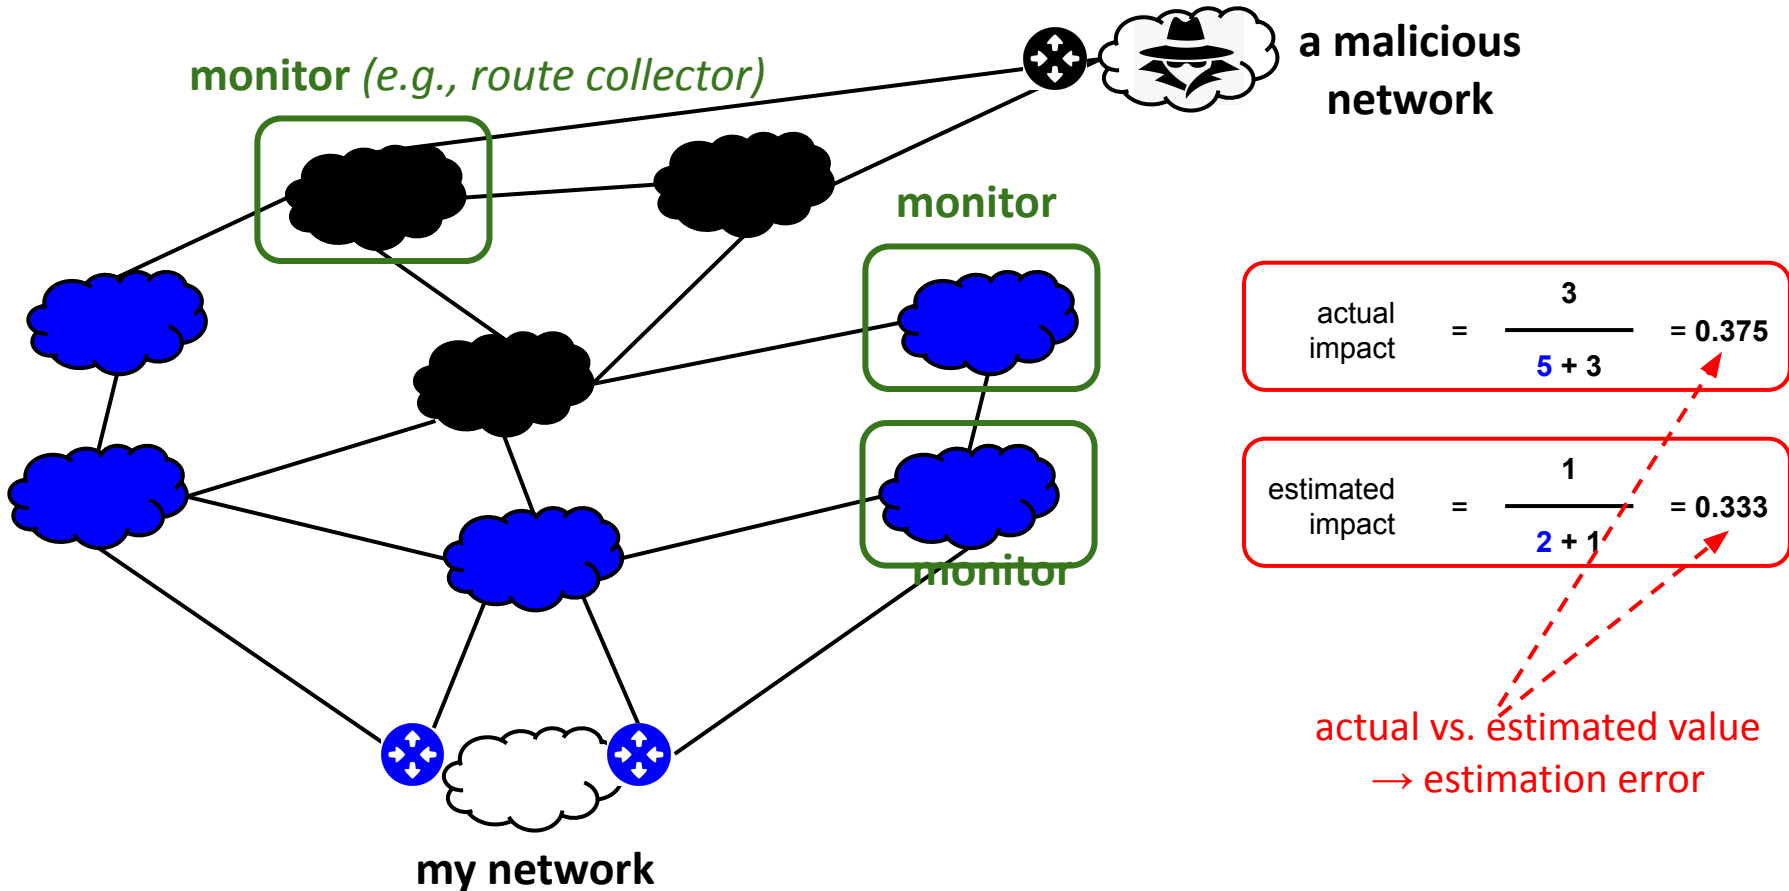 a malicious
network
monitor (e.g., route collector)
monitor
monitor
my network
actual
impact
=
3
5 + 3
= 0.375
estimated
impact
=
1
2 + 1
= 0.333
actual vs. estimated value
→ estimation error